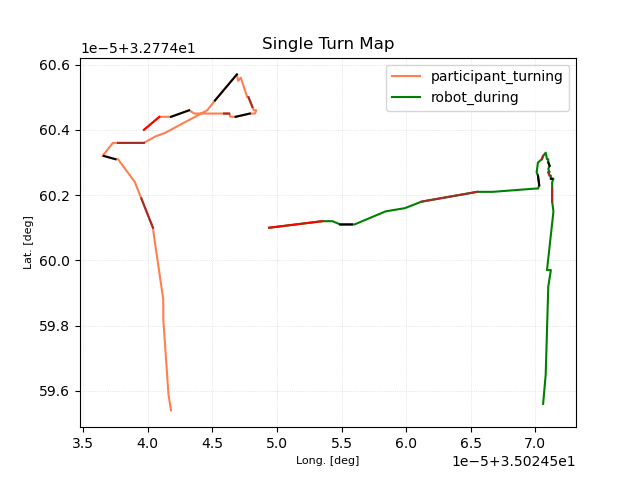 Single Turn Map
1e−5+3.2774e1
participant_turning
robot_during
60.6
60.4
60.2
60.0
59.8
59.6
Lat. [deg]
3.5 4.0 4.5 5.0 5.5 6.0 6.5 7.0
Long. [deg]
1e−5+3.50245e1